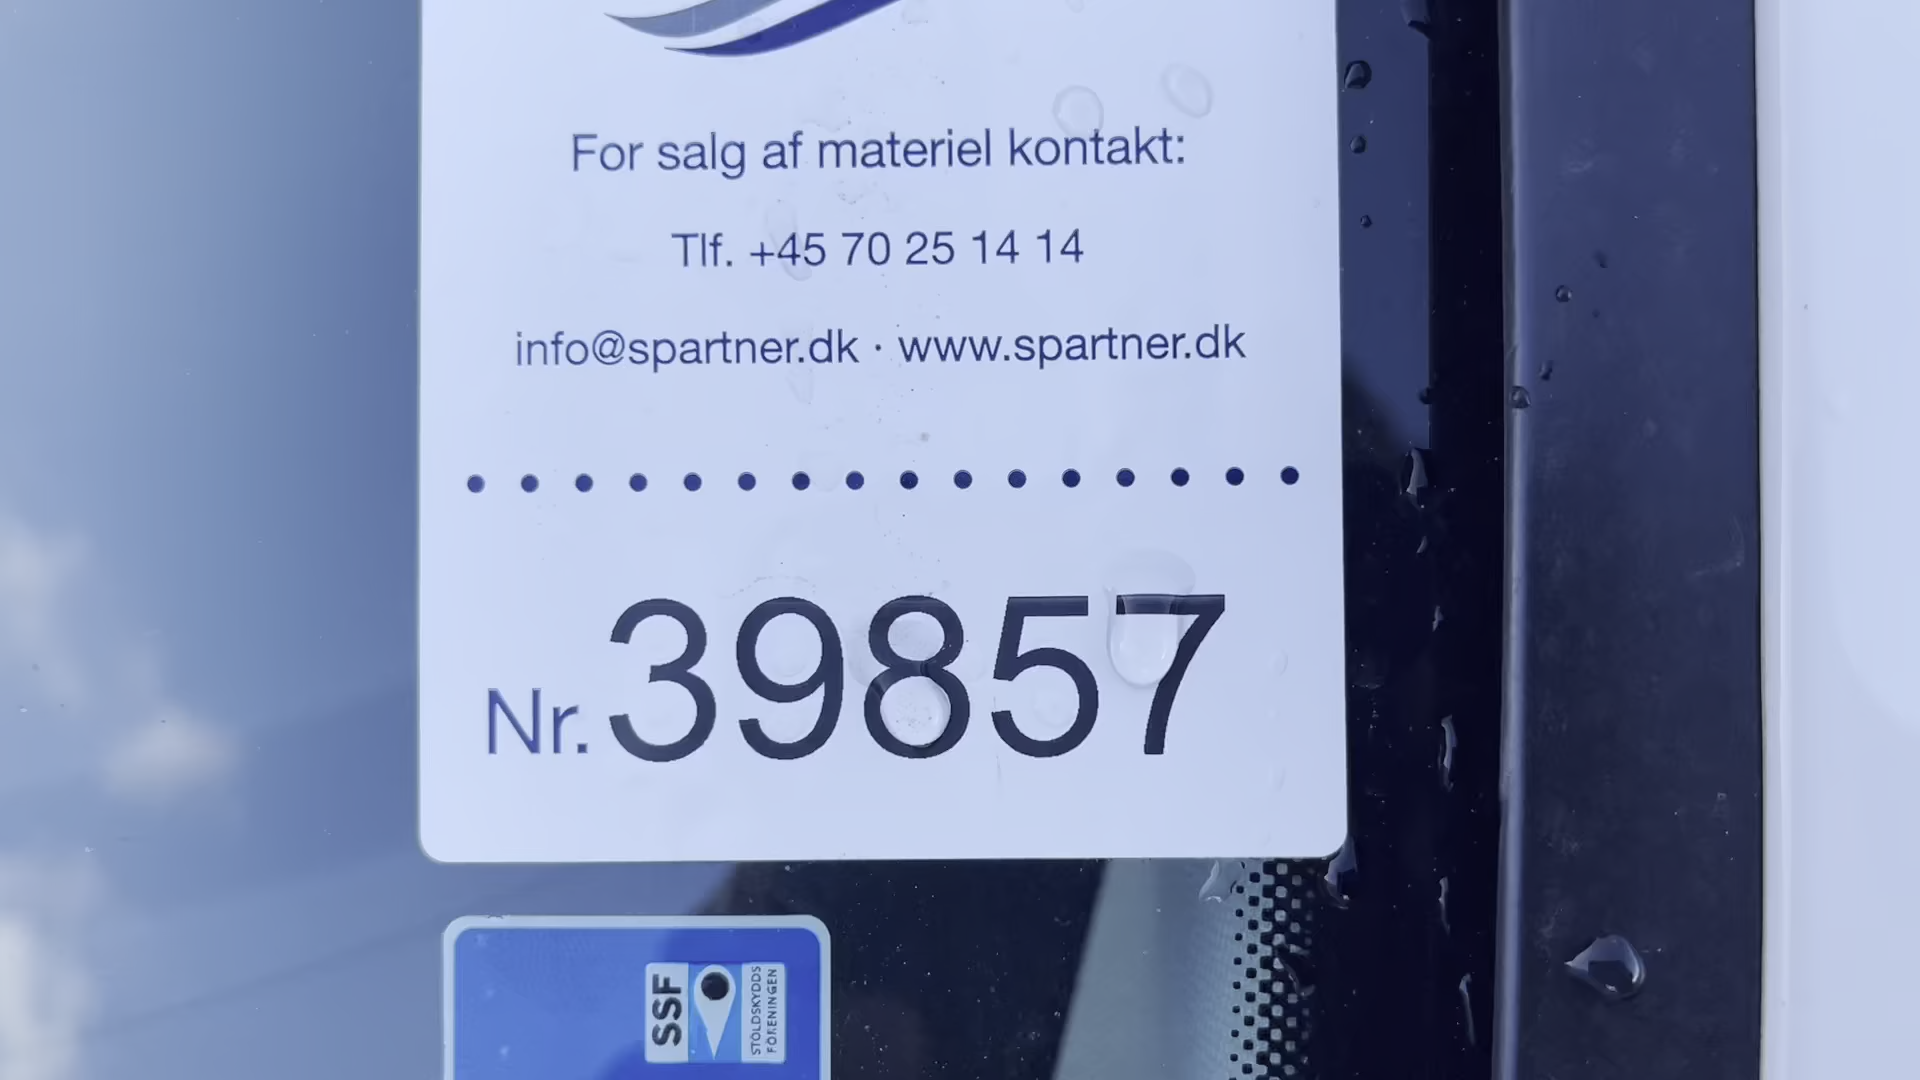 For salg af materiel kontakt:
Tlf. +45 70 25 14 14
info@spartner.dk · www.spartner.dk
Nr. 39857
SSF
STÖLDSKYDDS
FÖRENINGEN